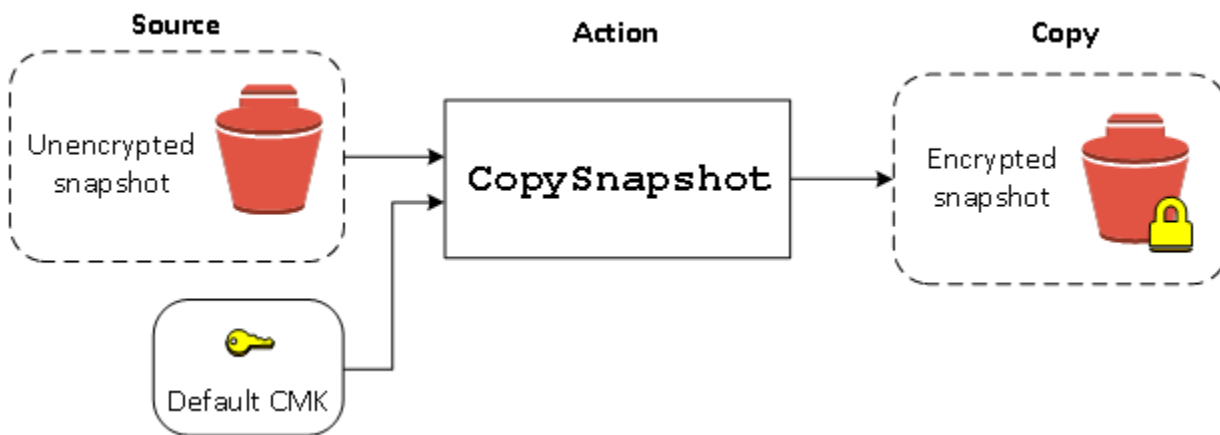 Source
Action
Copy
Unencrypted
snapshot
CopySnapshot
Encrypted
snapshot
Default CMK